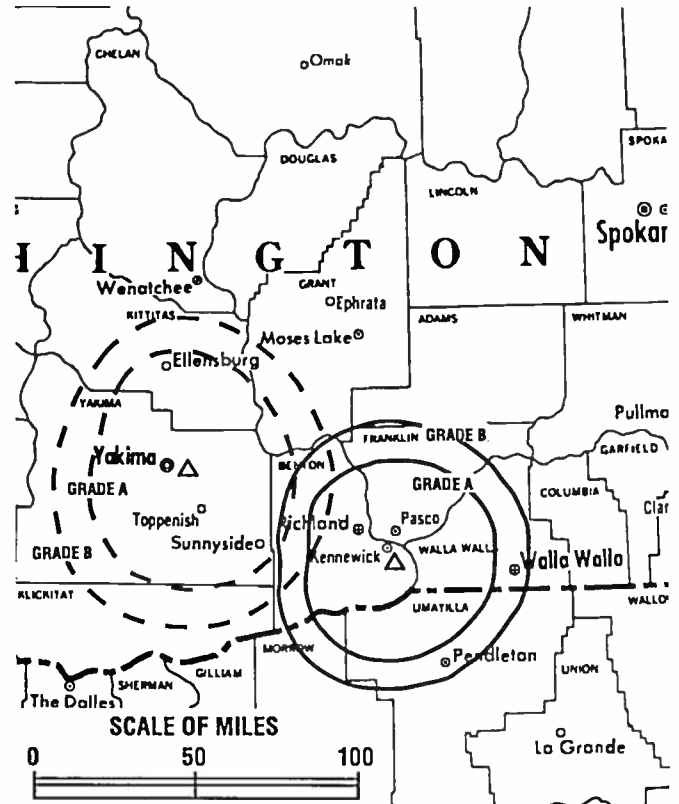 CHELAN
Omak
DOUGLAS
SPOKA
LINCOLN
H I N G T O N
Spokar
Wenatchee
GRANT
Ephrata
KITTITAS
ADAMS
WHITMAN
Moses Lake
Ellensburg
YAKIMA
Pullma
FRANKLIN GRADE B
GARFIELD
Yakima
BENTON
GRADE A
GRADE A
COLUMBIA
Clar
Toppenish
Richland
Pasco
Sunnyside
Kennewick
WALLA WALL
GRADE B
Walla Walla
KLICKITAT
UMATILLA
WALLO
MORROW
Pendleton
GILLIAM
UNION
SHERMAN
The Dalles
SCALE OF MILES
La Grande
0 50 100